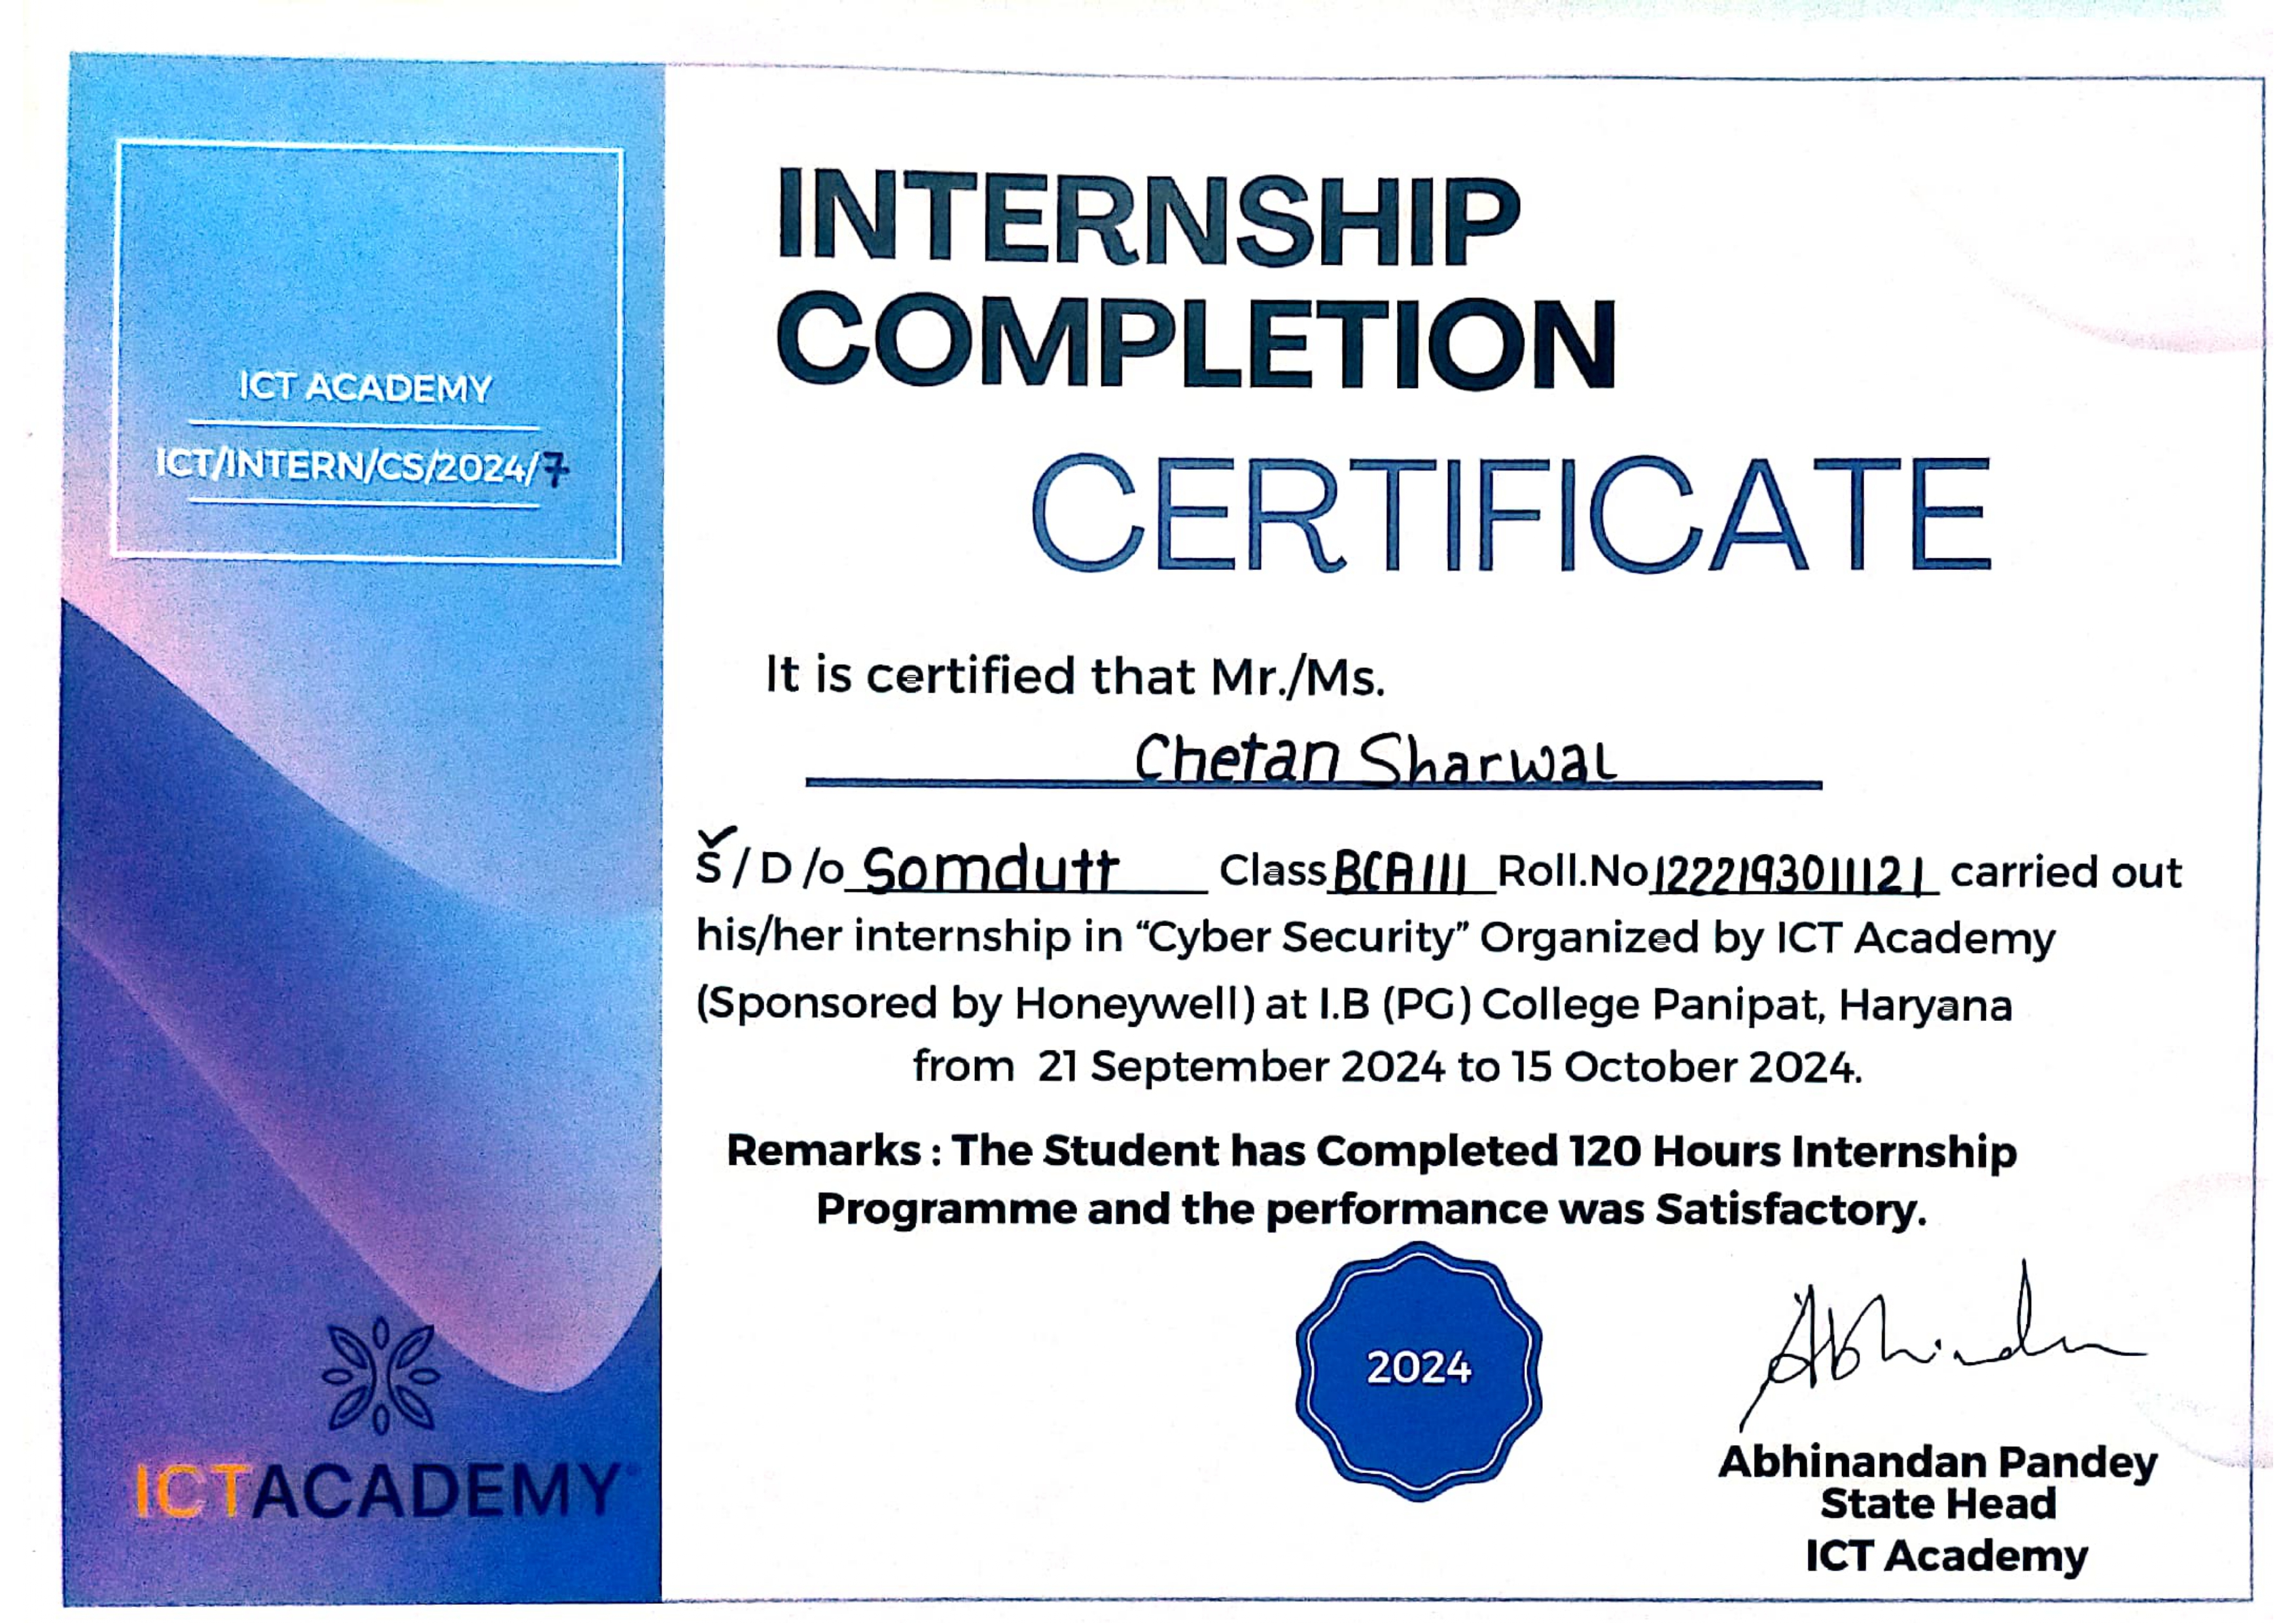 ICT ACADEMY
ICT/INTERN/CS/2024/7
INTERNSHIP
COMPLETION
CERTIFICATE
It is certified that Mr./Ms.
Chetan Sharwal
S / D /o Somdutt Class BCA III Roll.No 1222193011121 carried out
his/her internship in “Cyber Security” Organized by ICT Academy
(Sponsored by Honeywell) at I.B (PG) College Panipat, Haryana
from 21 September 2024 to 15 October 2024.
Remarks : The Student has Completed 120 Hours Internship
Programme and the performance was Satisfactory.
2024
Abhinandan Pandey
State Head
ICT Academy
ICTACADEMY